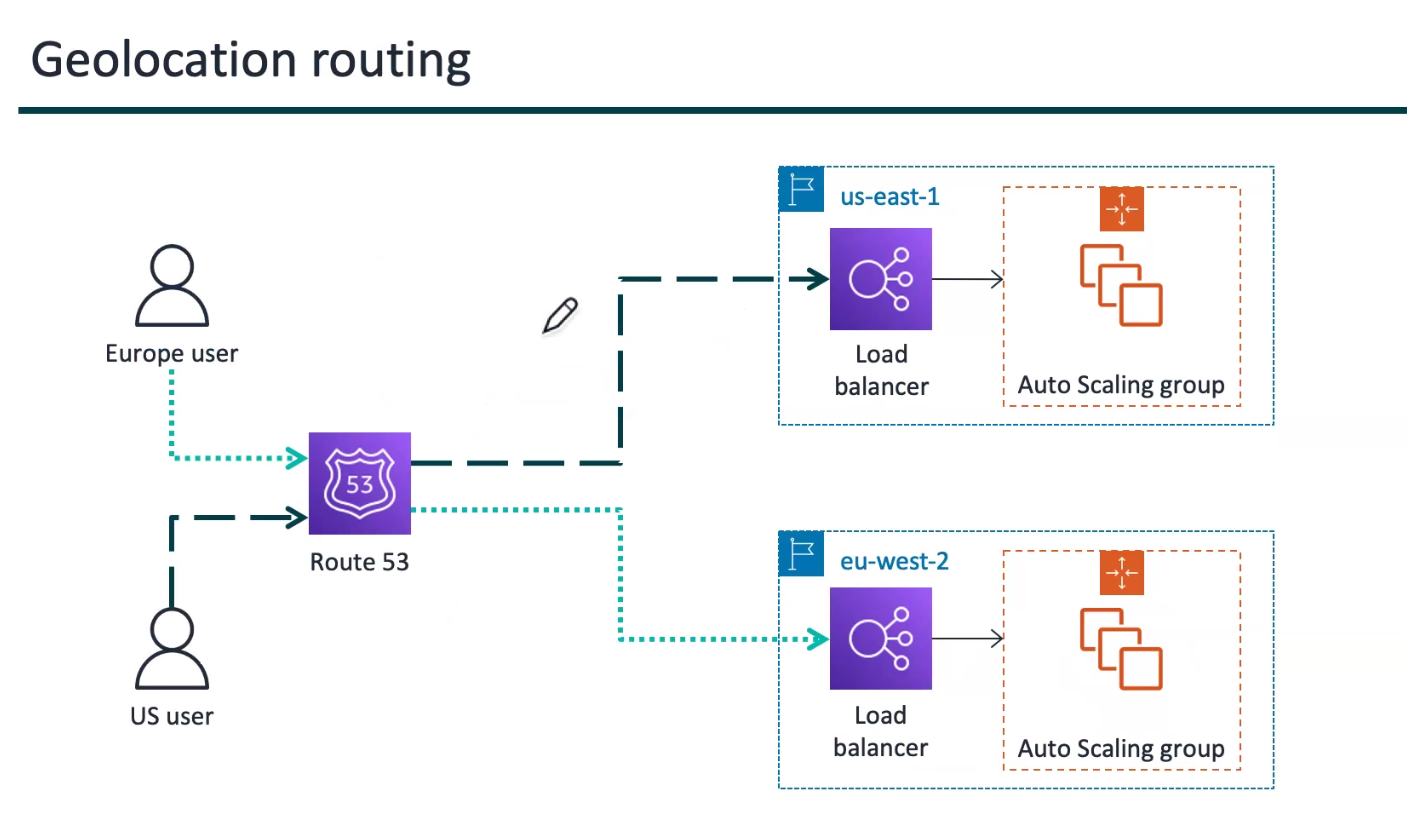 Geolocation routing
us-east-1
Load
balancer
Auto Scaling group
Europe user
53
Route 53
US user
eu-west-2
Load
balancer
Auto Scaling group